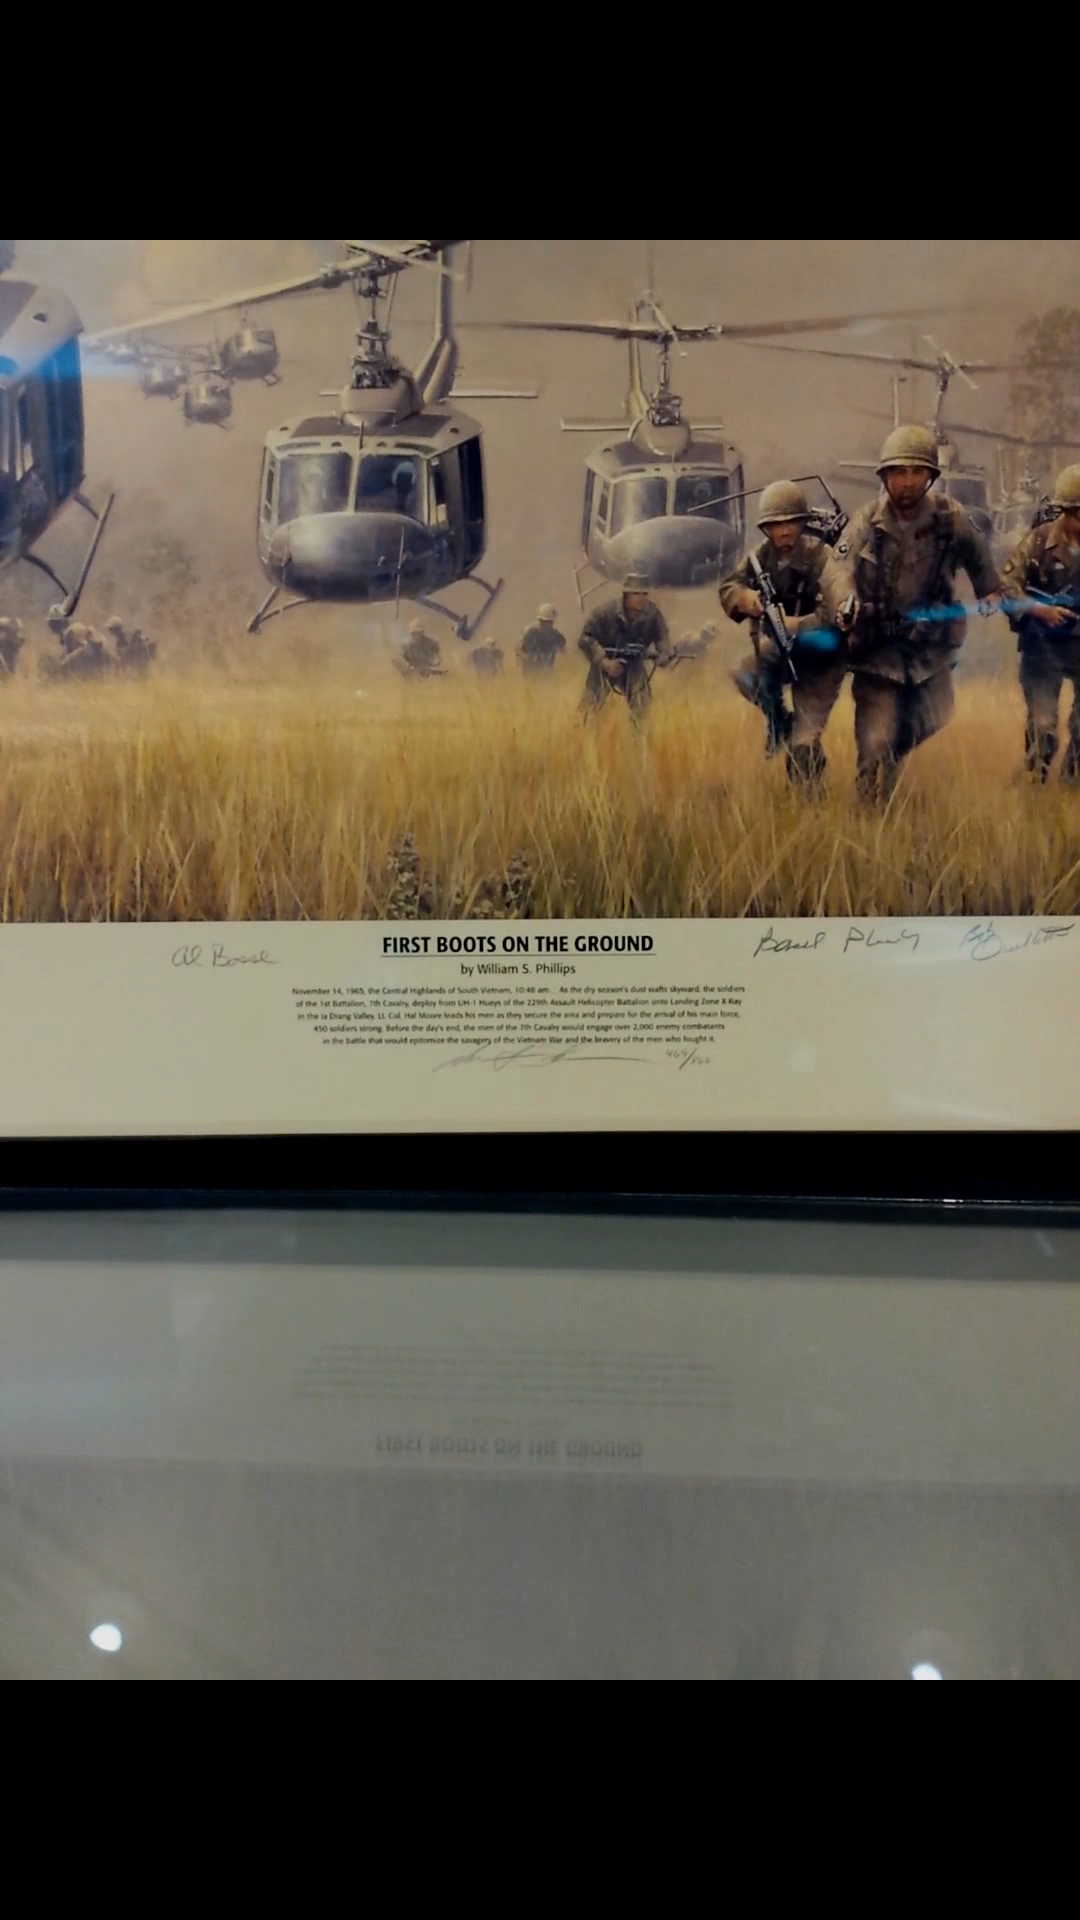 FIRST BOOTS ON THE GROUND
by William S. Phillips
November 14, 1965, the Central Highlands of South Vietnam, 10:48 am... As the dry season's dust wafts skyward, the soldiers
of the 1st Battalion, 7th Cavalry, deploy from UH-1 Hueys of the 229th Assault Helicopter Battalion onto Landing Zone X-Ray
in the Ia Drang Valley. Lt. Col. Hal Moore leads his men as they secure the area and prepare for the arrival of his main force,
450 soldiers strong. Before the day's end, the men of the 7th Cavalry would engage over 2,000 enemy combatants
in the battle that would epitomize the savagery of the Vietnam War and the bravery of the men who fought it.
Al Bosse
Basil Plumley